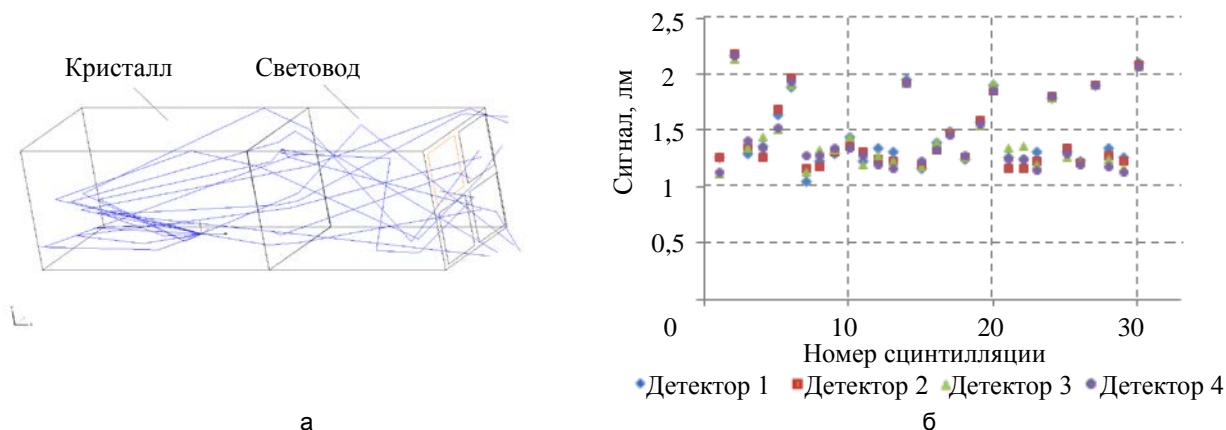 Кристалл
Световод
а
2,5
2
1,5
1
0,5
0
10
20
30
Сигнал, лм
Номер сцинтилляции
Детектор 1 Детектор 2 Детектор 3 Детектор 4
б